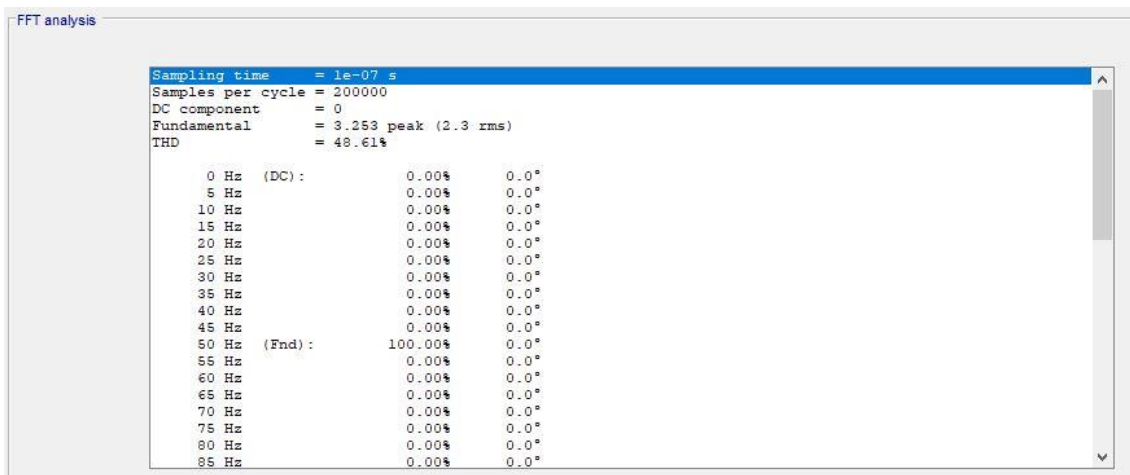 FFT analysis
Sampling time = 1e-07 s
Samples per cycle = 200000
DC component = 0
Fundamental = 3.253 peak (2.3 rms)
THD = 48.61%
0 Hz (DC): 0.00% 0.0°
5 Hz 0.00% 0.0°
10 Hz 0.00% 0.0°
15 Hz 0.00% 0.0°
20 Hz 0.00% 0.0°
25 Hz 0.00% 0.0°
30 Hz 0.00% 0.0°
35 Hz 0.00% 0.0°
40 Hz 0.00% 0.0°
45 Hz 0.00% 0.0°
50 Hz (Fnd): 100.00% 0.0°
55 Hz 0.00% 0.0°
60 Hz 0.00% 0.0°
65 Hz 0.00% 0.0°
70 Hz 0.00% 0.0°
75 Hz 0.00% 0.0°
80 Hz 0.00% 0.0°
85 Hz 0.00% 0.0°